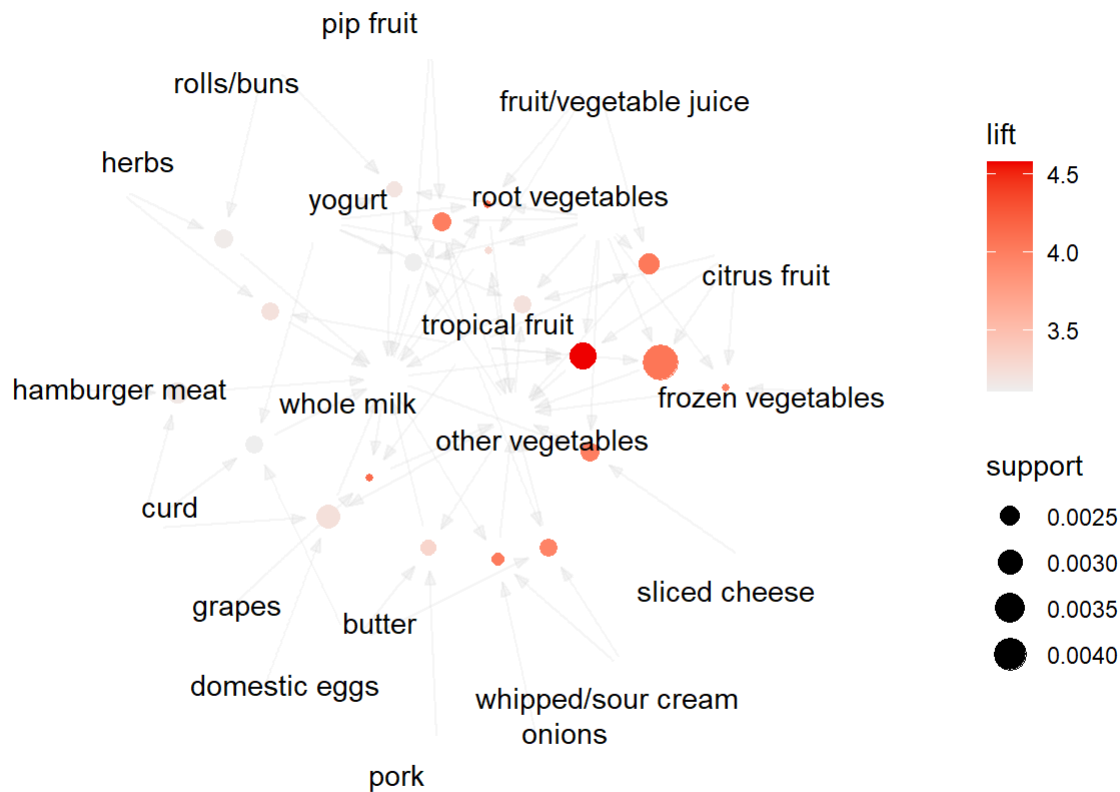 pip fruit
rolls/buns
fruit/vegetable juice
herbs
yogurt
root vegetables
citrus fruit
tropical fruit
hamburger meat
whole milk
frozen vegetables
other vegetables
curd
grapes
butter
sliced cheese
domestic eggs
whipped/sour cream
onions
pork
lift
4.5
4.0
3.5
support
0.0025
0.0030
0.0035
0.0040